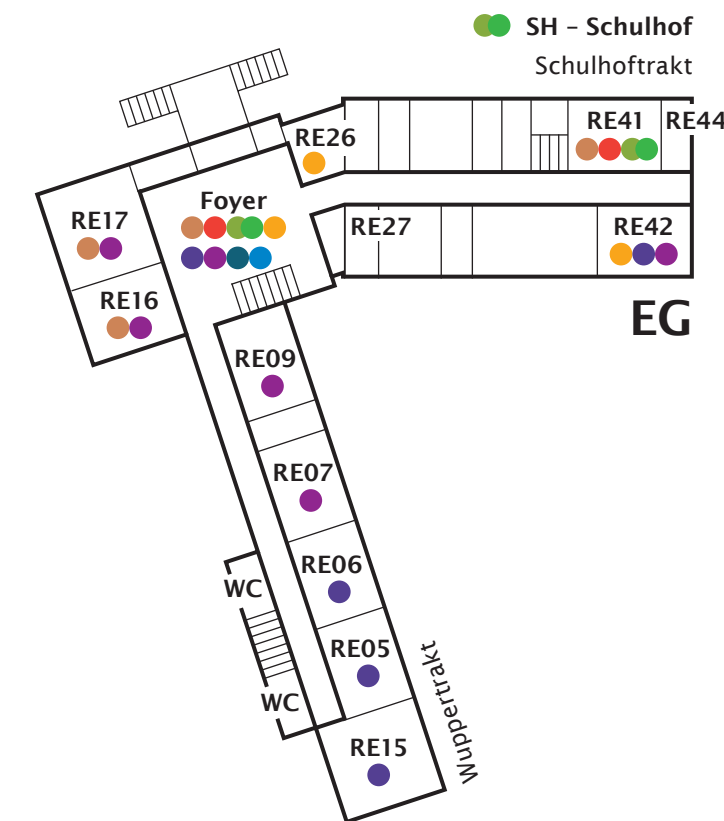 SH – Schulhof
Schulhoftrakt
RE41
RE44
RE26
Foyer
RE17
RE27
RE42
RE16
EG
RE09
RE07
RE06
WC
RE05
WC
Wuppertrakt
RE15